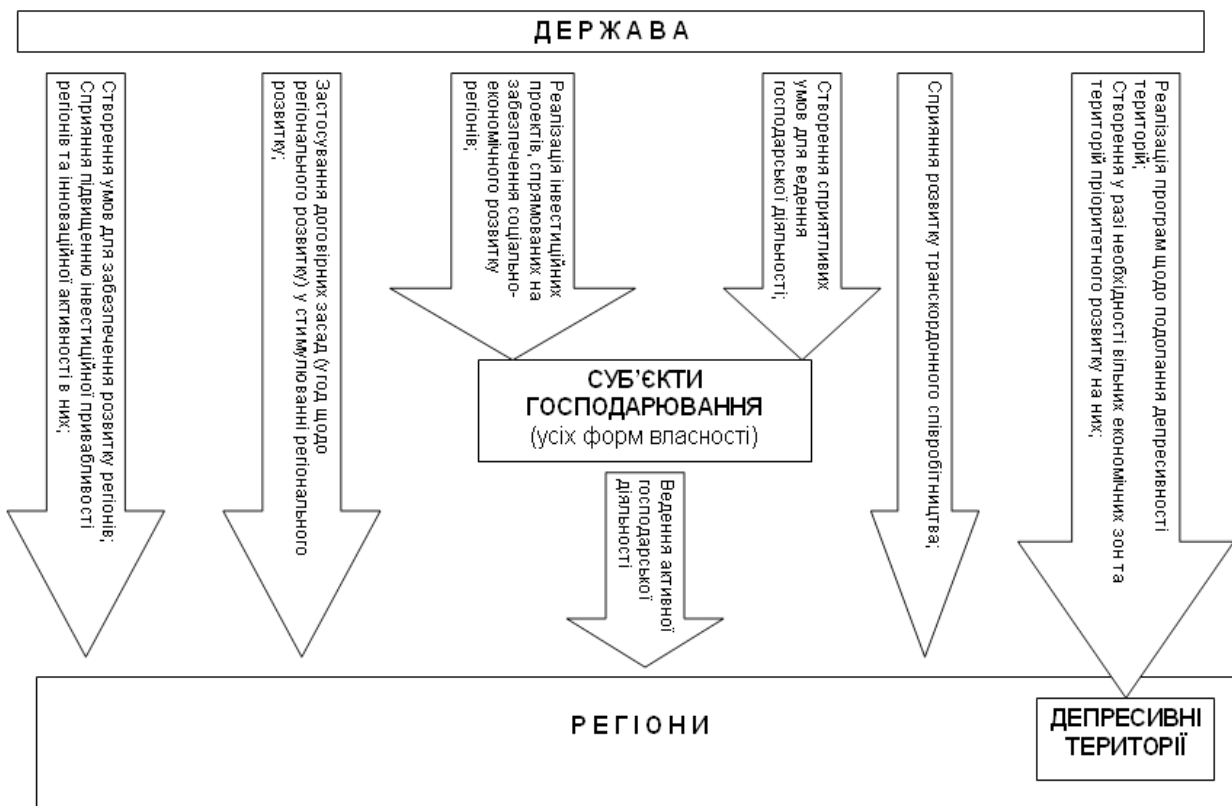 ДЕРЖАВА
Створення умов для забезпечення розвитку регіонів;
Сприяння підвищенню інвестиційної привабливості
регіонів та інноваційної активності в них;
Застосування договірних засад (угод щодо
регіонального розвитку) у стимулюванні регіонального
розвитку;
Реалізація інвестиційних
проектів, спрямованих на
забезпечення соціально-
економічного розвитку
регіонів;
Створення сприятливих
умов для ведення
господарської діяльності;
Сприяння розвитку транскордонного співробітництва;
Реалізація програм щодо подолання депресивності
територій;
Створення у разі необхідності вільних економічних зон та
територій пріоритетного розвитку на них;
СУБ'ЄКТИ
ГОСПОДАРЮВАННЯ
(усіх форм власності)
Ведення активної
господарської
діяльності
РЕГІОНИ
ДЕПРЕСИВНІ
ТЕРИТОРІЇ